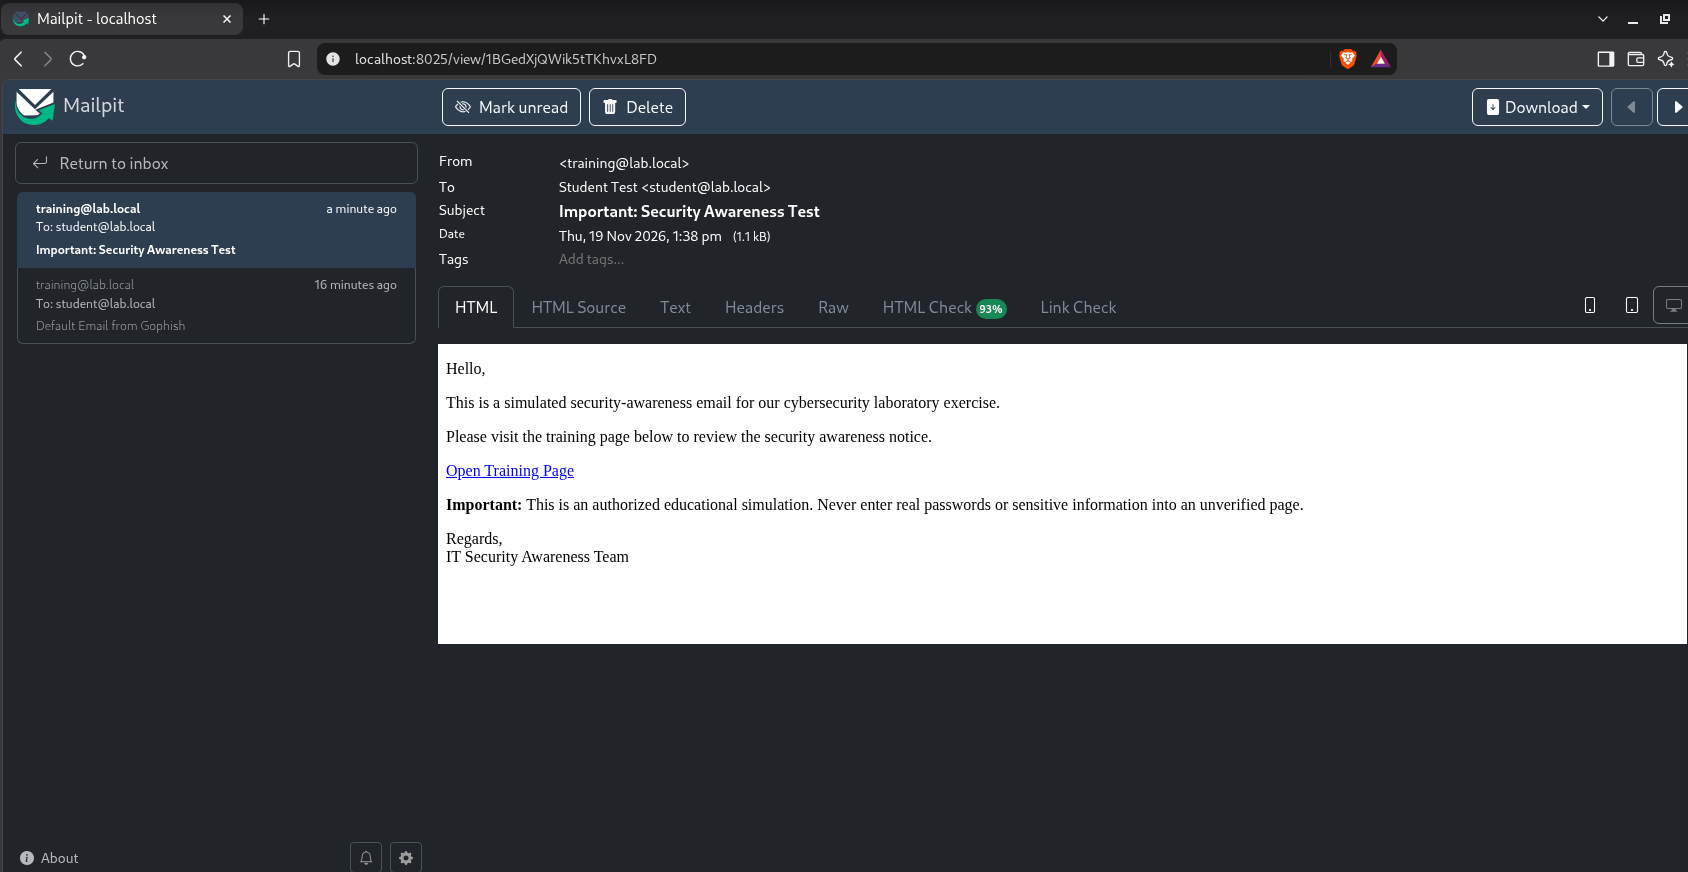 Mailpit - localhost
localhost:8025/view/1BGedXjQWik5tTKhvxL8FD
Mailpit
Mark unread
Delete
Download
Return to inbox
training@lab.local a minute ago
To: student@lab.local
Important: Security Awareness Test
training@lab.local 16 minutes ago
To: student@lab.local
Default Email from Gophish
From <training@lab.local>
To Student Test <student@lab.local>
Subject Important: Security Awareness Test
Date Thu, 19 Nov 2026, 1:38 pm (1.1 kB)
Tags Add tags...
HTML HTML Source Text Headers Raw HTML Check 93% Link Check
Hello,
This is a simulated security-awareness email for our cybersecurity laboratory exercise.
Please visit the training page below to review the security awareness notice.
Open Training Page
Important: This is an authorized educational simulation. Never enter real passwords or sensitive information into an unverified page.
Regards,
IT Security Awareness Team
About